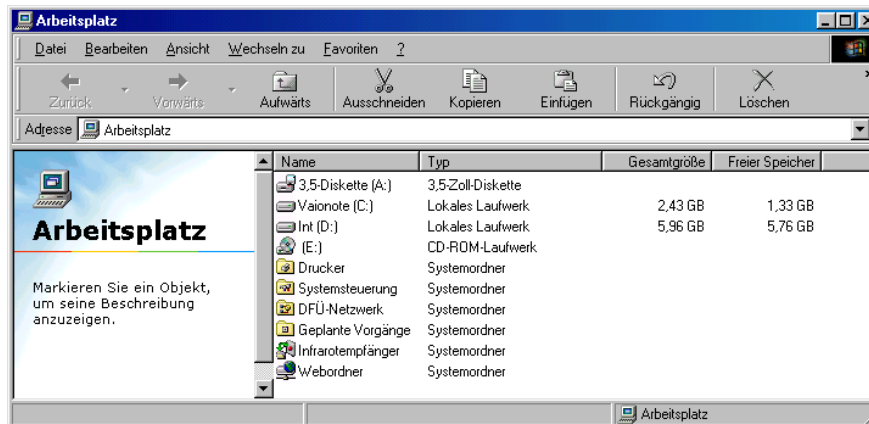 Arbeitsplatz
Datei Bearbeiten Ansicht Wechseln zu Favoriten ?
Zurück Vorwärts Aufwärts Ausschneiden Kopieren Einfügen Rückgängig Löschen »
Adresse Arbeitsplatz
Name Typ Gesamtgröße Freier Speicher
3,5-Diskette (A:) 3,5-Zoll-Diskette
Vaionote (C:) Lokales Laufwerk 2,43 GB 1,33 GB
Int (D:) Lokales Laufwerk 5,96 GB 5,76 GB
(E:) CD-ROM-Laufwerk
Drucker Systemordner
Systemsteuerung Systemordner
DFÜ-Netzwerk Systemordner
Geplante Vorgänge Systemordner
Infrarotempfänger Systemordner
Webordner Systemordner
Arbeitsplatz
Markieren Sie ein Objekt,
um seine Beschreibung
anzuzeigen.
Arbeitsplatz